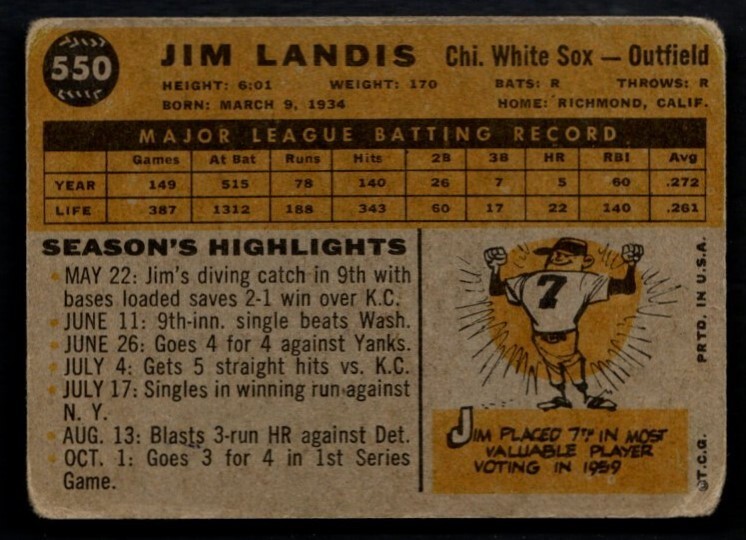 550
JIM LANDIS Chi. White Sox — Outfield
HEIGHT: 6:01 WEIGHT: 170 BATS: R THROWS: R
BORN: MARCH 9, 1934 HOME: RICHMOND, CALIF.
MAJOR LEAGUE BATTING RECORD
Games At Bat Runs Hits 2B 3B HR RBI Avg
YEAR 149 515 78 140 26 7 5 60 .272
LIFE 387 1312 188 343 60 17 22 140 .261
SEASON'S HIGHLIGHTS
MAY 22: Jim's diving catch in 9th with
bases loaded saves 2-1 win over K.C.
JUNE 11: 9th-inn. single beats Wash.
JUNE 26: Goes 4 for 4 against Yanks.
JULY 4: Gets 5 straight hits vs. K.C.
JULY 17: Singles in winning run against
N. Y.
AUG. 13: Blasts 3-run HR against Det.
OCT. 1: Goes 3 for 4 in 1st Series
Game.
7
JIM PLACED 7TH IN MOST
VALUABLE PLAYER
VOTING IN 1959
©T.C.G. PRTD. IN U.S.A.